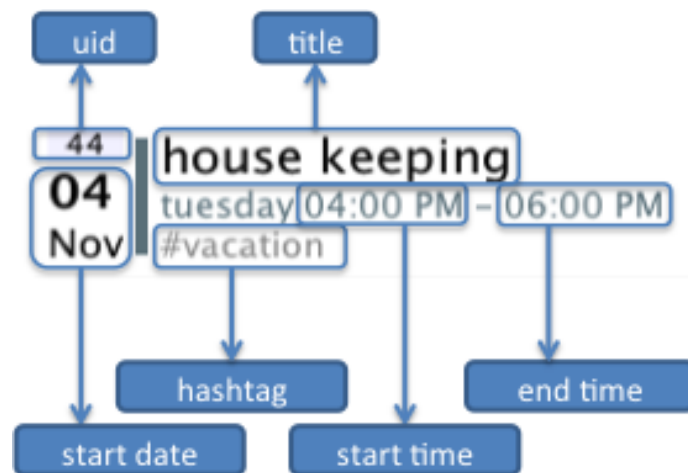 uid title
44
house keeping
04
tuesday 04:00 PM – 06:00 PM
Nov
#vacation
hashtag end time
start date start time